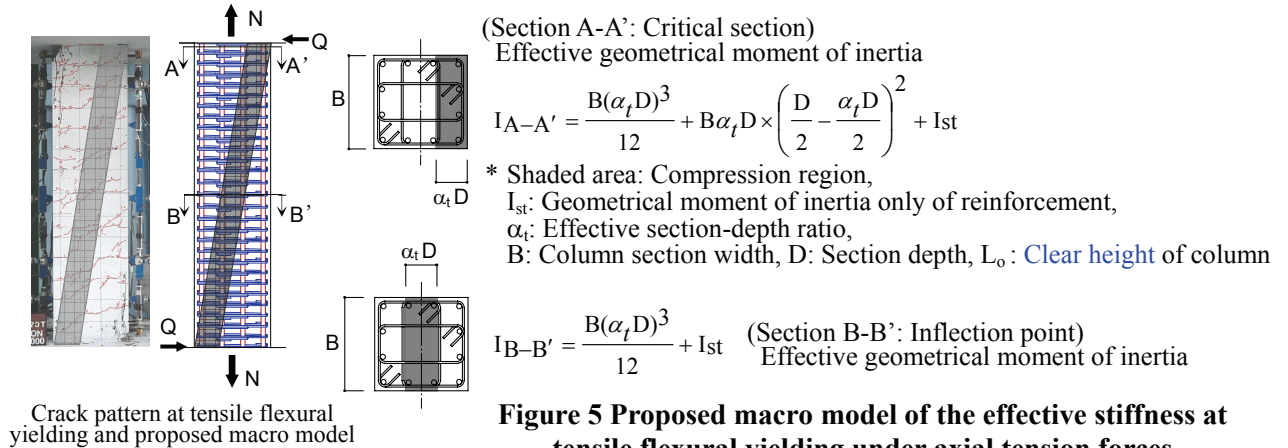 N
Q
A A'
B B'
Q
N
Crack pattern at tensile flexural
yielding and proposed macro model
B
α_t D
α_t D
B
(Section A-A': Critical section)
Effective geometrical moment of inertia
I_{A–A'} = B(α_t D)^3 / 12 + Bα_t D × (D/2 − α_t D/2)^2 + Ist
* Shaded area: Compression region,
I_st: Geometrical moment of inertia only of reinforcement,
α_t: Effective section-depth ratio,
B: Column section width, D: Section depth, L_o : Clear height of column
I_{B–B'} = B(α_t D)^3 / 12 + Ist
(Section B-B': Inflection point)
Effective geometrical moment of inertia
Figure 5 Proposed macro model of the effective stiffness at
tensile flexural yielding under axial tension forces